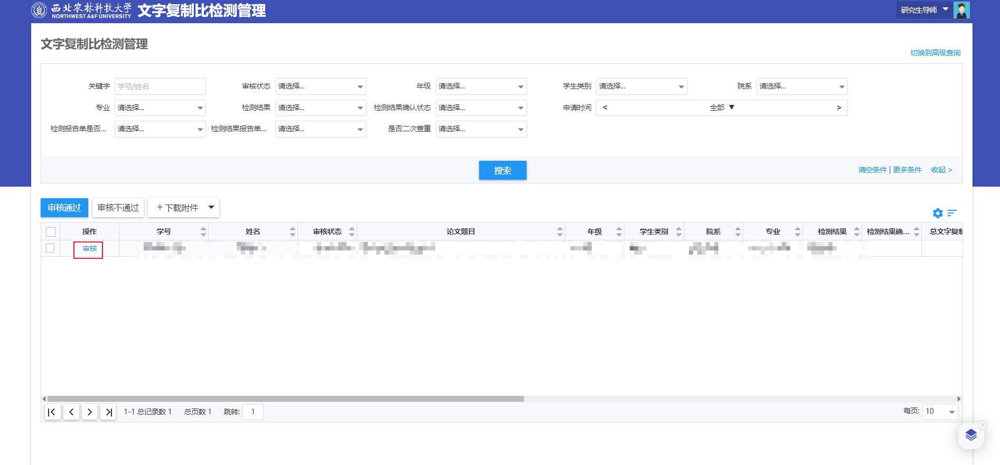 西北农林科技大学 文字复制比检测管理 研究生导师
NORTHWEST A&F UNIVERSITY
文字复制比检测管理
切换到高级查询
关键字 学号/姓名 审核状态 请选择... 年级 请选择... 学生类别 请选择... 院系 请选择...
专业 请选择... 检测结果 请选择... 检测结果确认状态 请选择... 申请时间 < 全部 ▼ >
检测报告单是否... 请选择... 检测结果报告单... 请选择... 是否二次查重 请选择...
搜索 清空条件 | 更多条件 收起 >
审核通过 审核不通过 +下载附件
操作 学号 姓名 审核状态 论文题目 年级 学生类别 院系 专业 检测结果 检测结果确... 总文字复制
审核
1-1 总记录数 1 总页数 1 跳转: 1 每页: 10